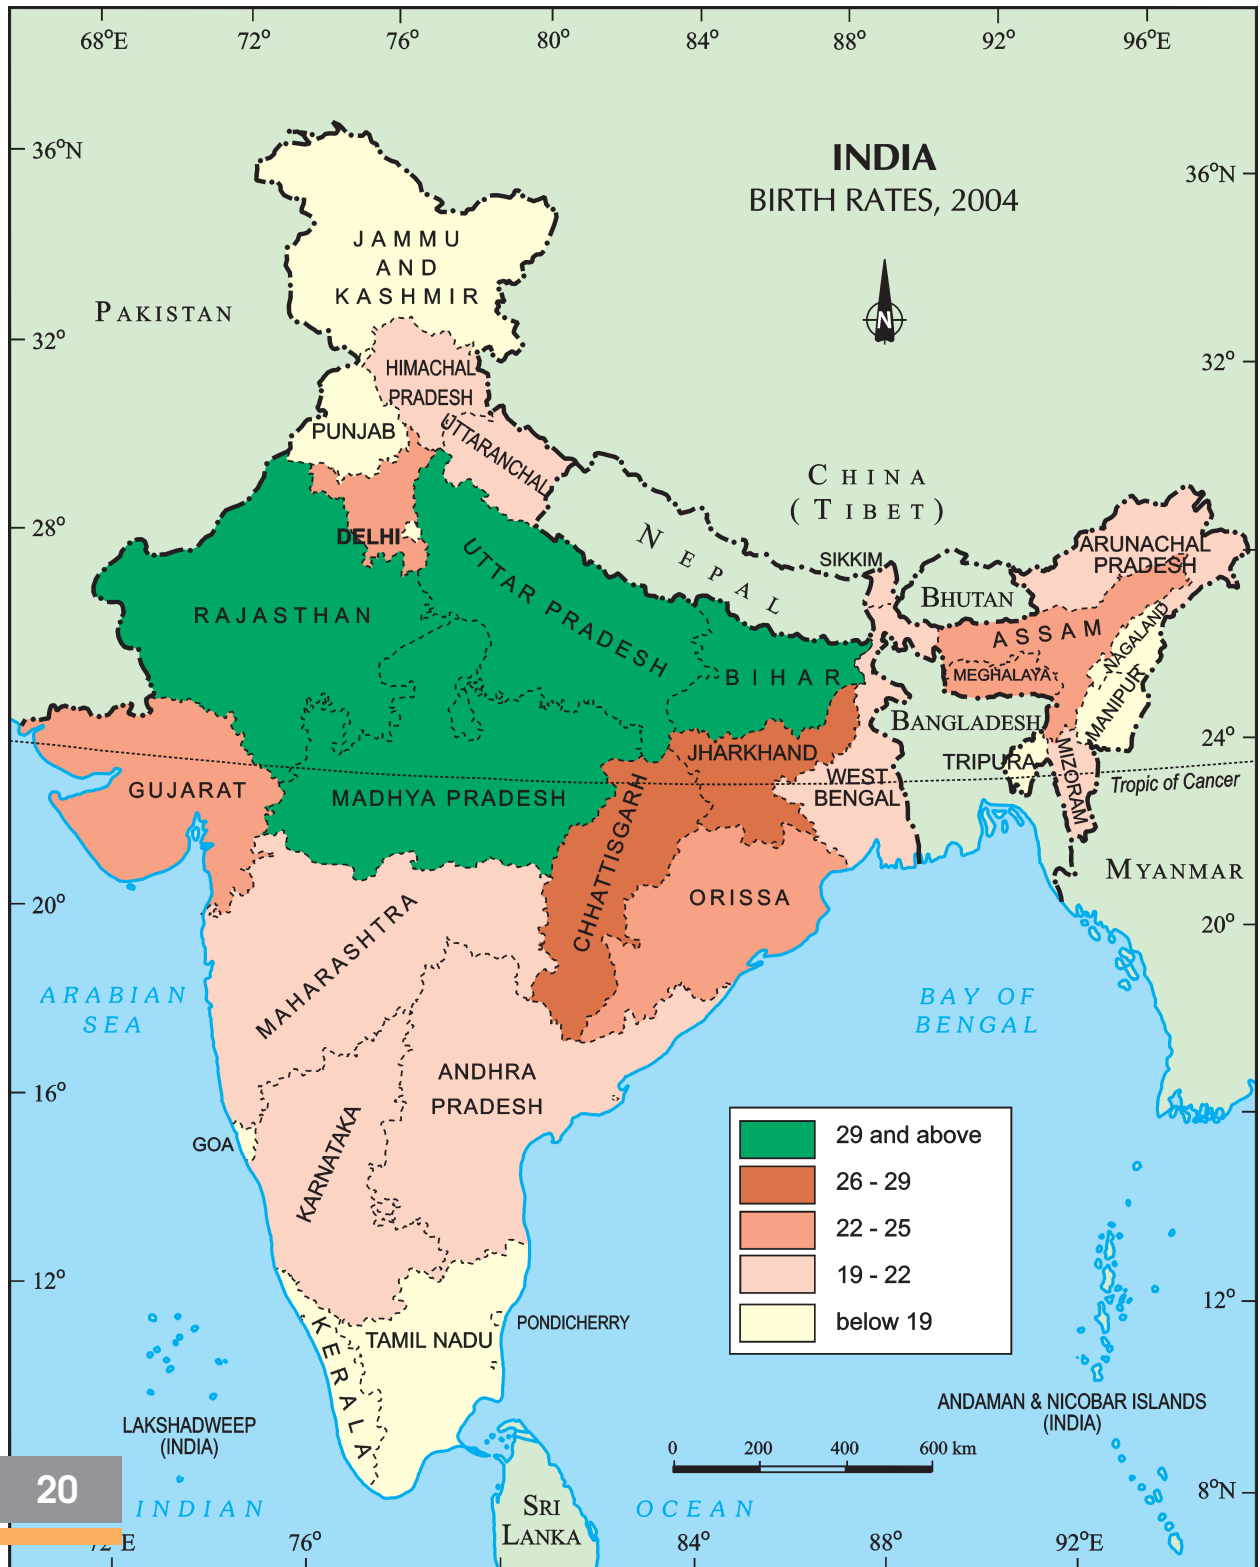 68°E 72° 76° 80° 84° 88° 92° 96°E
36°N
INDIA
BIRTH RATES, 2004
36°N
JAMMU
AND
KASHMIR
N
PAKISTAN
32°
32°
HIMACHAL
PRADESH
PUNJAB
UTTARANCHAL
CHINA
(TIBET)
28°
DELHI
NEPAL
SIKKIM
ARUNACHAL
PRADESH
BHUTAN
RAJASTHAN
UTTAR PRADESH
ASSAM
NAGALAND
BIHAR
MEGHALAYA
MANIPUR
BANGLADESH
24°
JHARKHAND
TRIPURA
MIZORAM
GUJARAT
MADHYA PRADESH
WEST
BENGAL
Tropic of Cancer
CHHATTISGARH
MYANMAR
20°
ORISSA
20°
MAHARASHTRA
ARABIAN
SEA
BAY OF
BENGAL
ANDHRA
PRADESH
16°
GOA
KARNATAKA
29 and above
26 - 29
22 - 25
19 - 22
below 19
12°
12°
PONDICHERRY
TAMIL NADU
KERALA
LAKSHADWEEP
(INDIA)
ANDAMAN & NICOBAR ISLANDS
(INDIA)
0 200 400 600 km
20
8°N
INDIAN
SRI
LANKA
OCEAN
72°E 76° 84° 88° 92°E